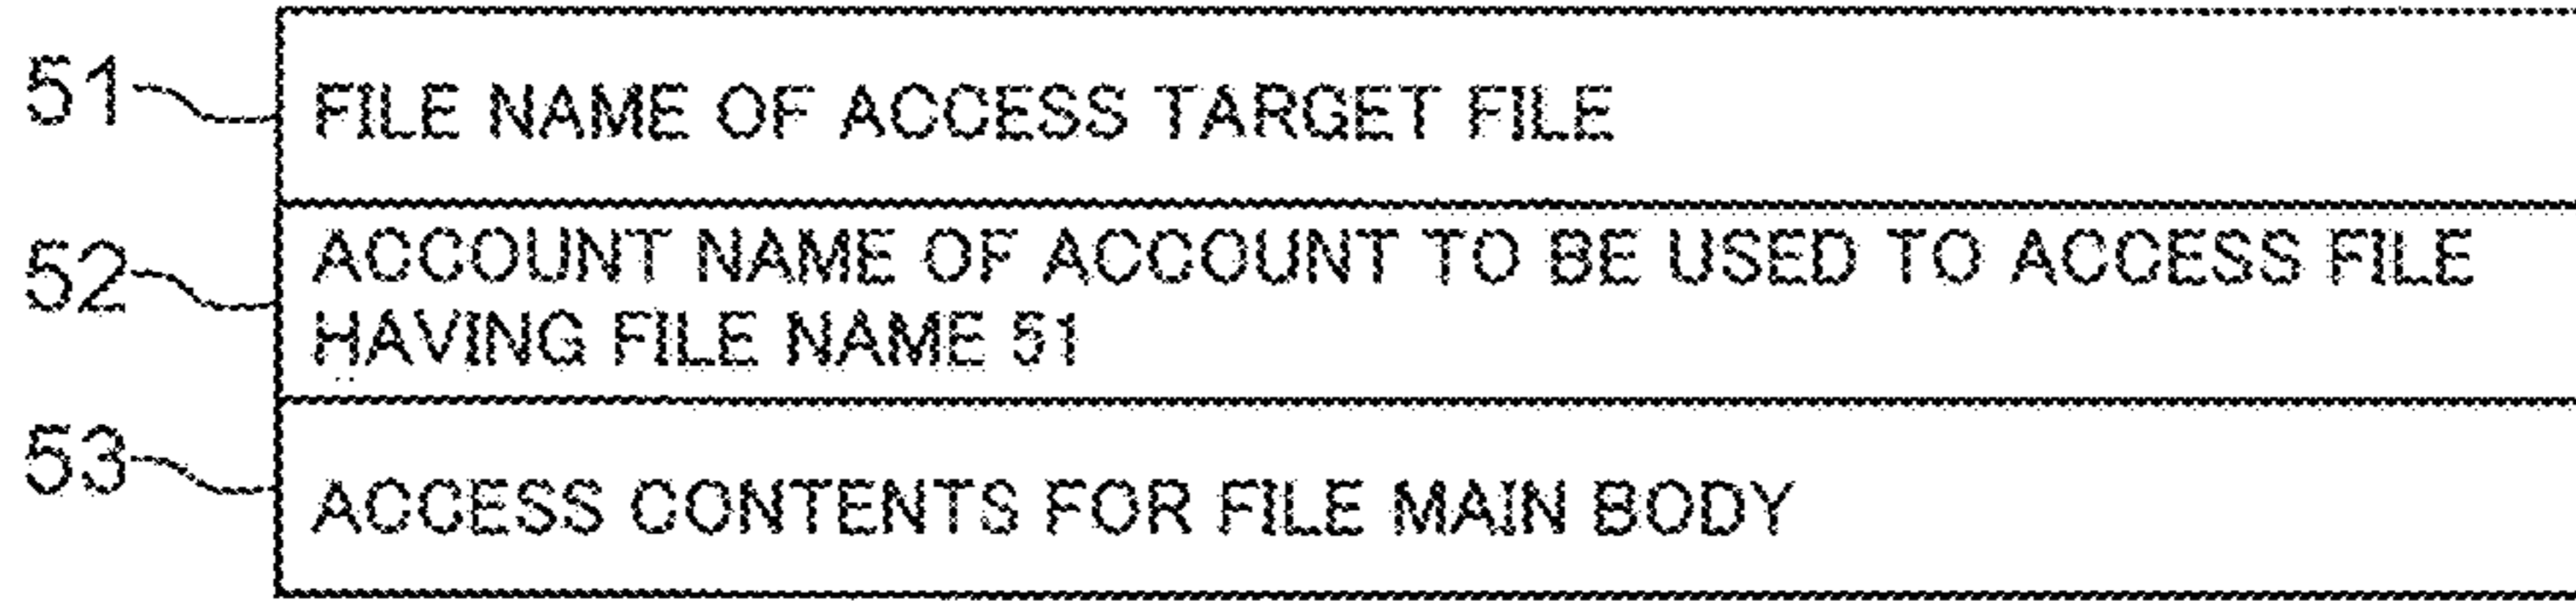 51 FILE NAME OF ACCESS TARGET FILE
52 ACCOUNT NAME OF ACCOUNT TO BE USED TO ACCESS FILE
HAVING FILE NAME 51
53 ACCESS CONTENTS FOR FILE MAIN BODY